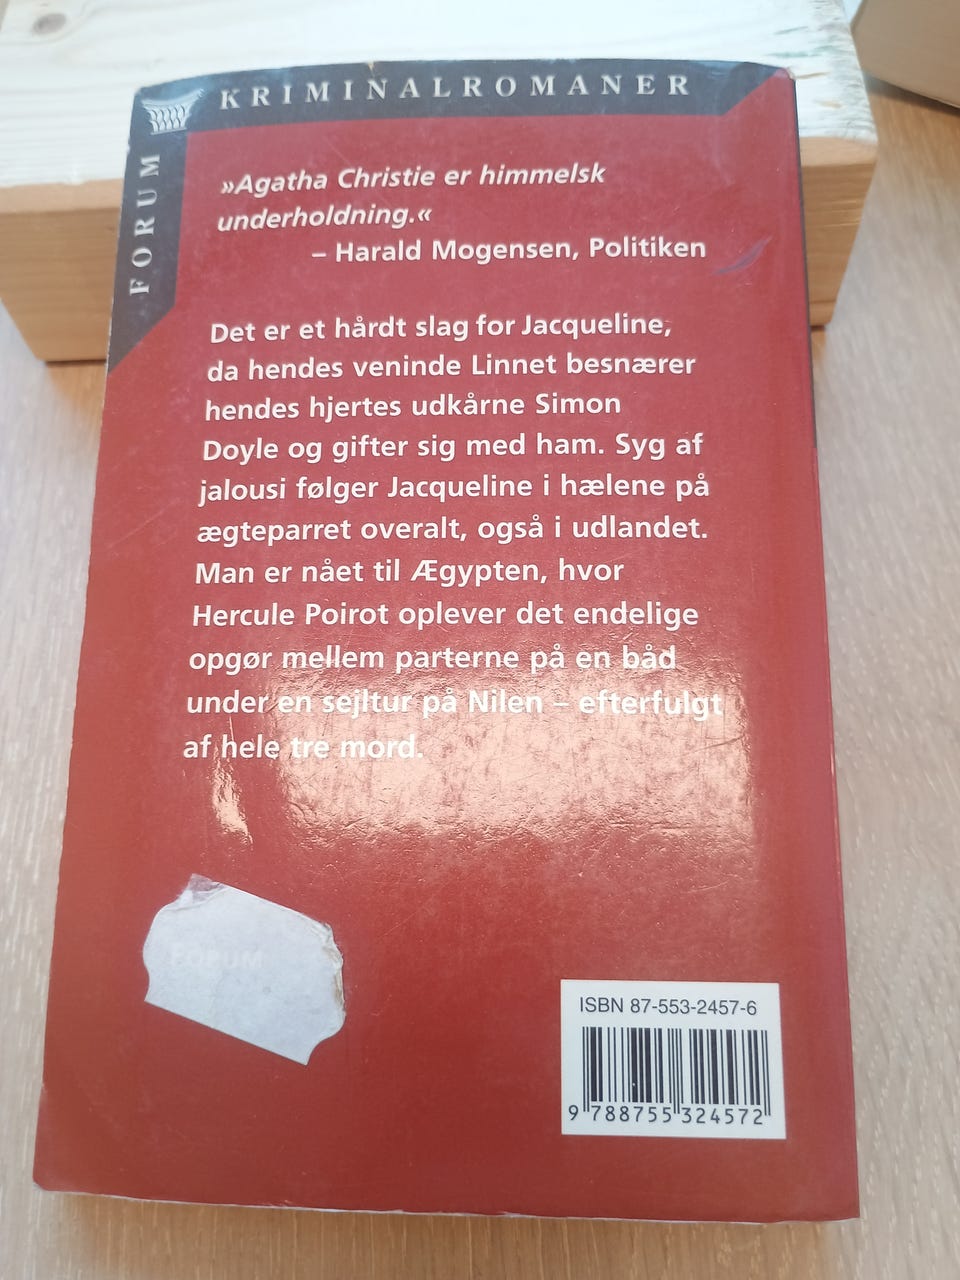 KRIMINALROMANER
FORUM
»Agatha Christie er himmelsk
underholdning.«
– Harald Mogensen, Politiken
Det er et hårdt slag for Jacqueline,
da hendes veninde Linnet besnærer
hendes hjertes udkårne Simon
Doyle og gifter sig med ham. Syg af
jalousi følger Jacqueline i hælene på
ægteparret overalt, også i udlandet.
Man er nået til Ægypten, hvor
Hercule Poirot oplever det endelige
opgør mellem parterne på en båd
under en sejltur på Nilen – efterfulgt
af hele tre mord.
FORUM
ISBN 87-553-2457-6
9 788755 324572